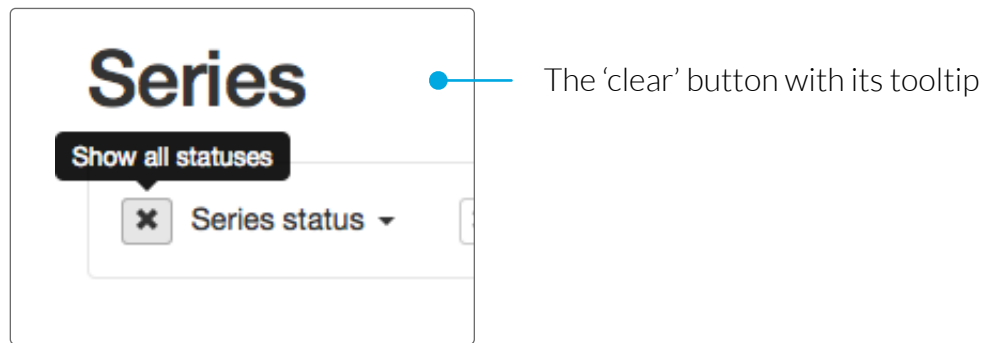 Series
The ‘clear’ button with its tooltip
Show all statuses
Series status